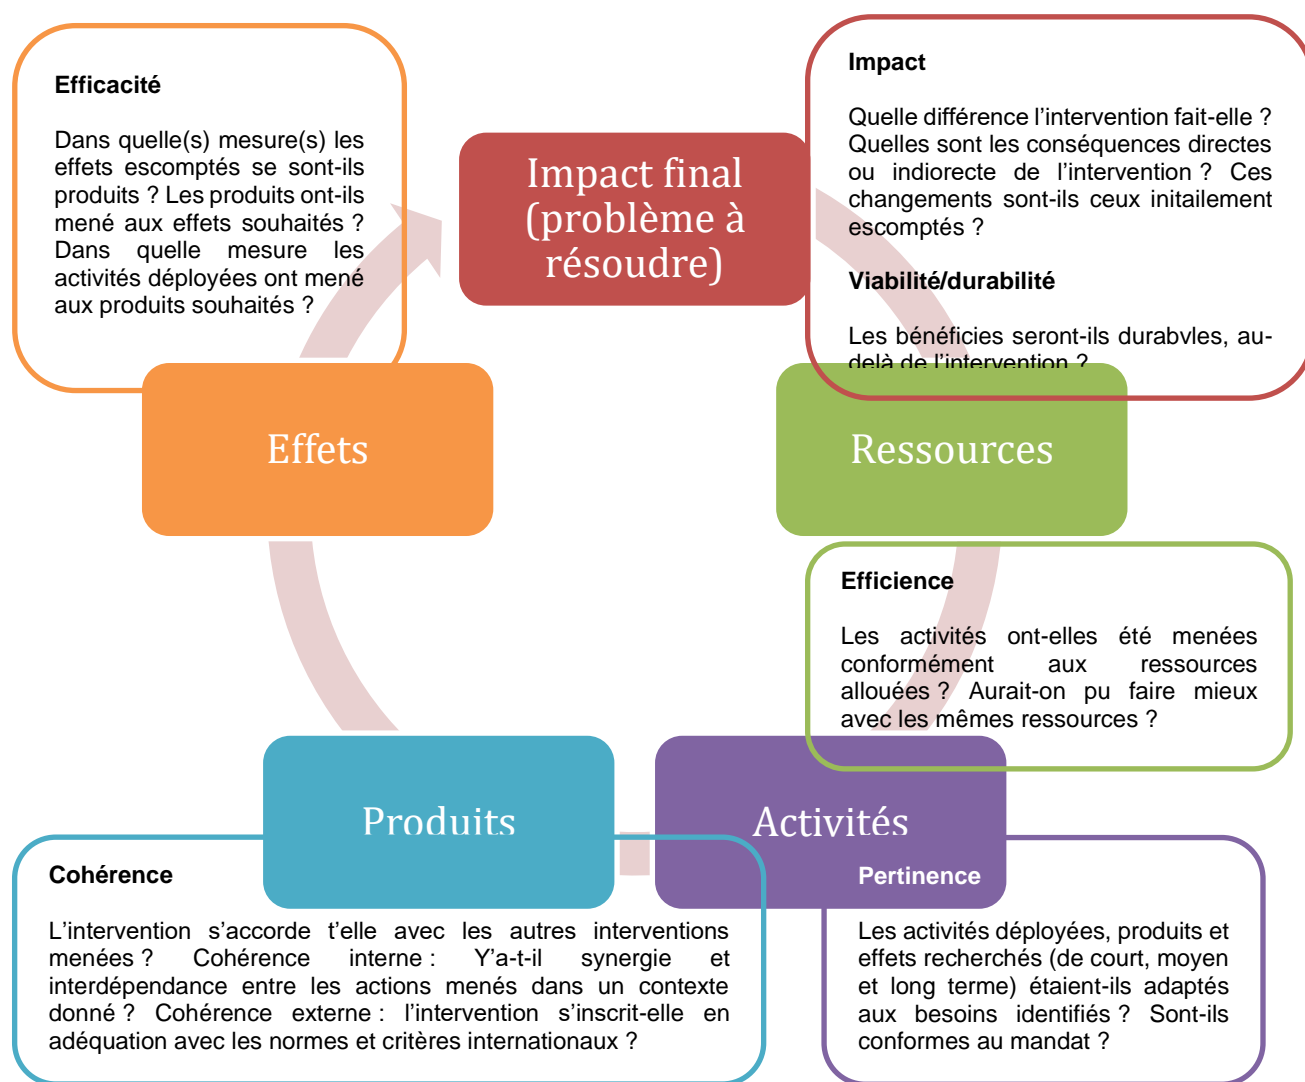 Efficacité
Dans quelle(s) mesure(s) les
effets escomptés se sont-ils
produits ? Les produits ont-ils
mené aux effets souhaités ?
Dans quelle mesure les
activités déployées ont mené
aux produits souhaités ?
Impact final
(problème à
résoudre)
Impact
Quelle différence l’intervention fait-elle ?
Quelles sont les conséquences directes
ou indiorecte de l’intervention ? Ces
changements sont-ils ceux initailement
escomptés ?
Viabilité/durabilité
Les bénéficies seront-ils durabvles, au-
delà de l’intervention ?
Effets
Ressources
Efficience
Les activités ont-elles été menées
conformément aux ressources
allouées ? Aurait-on pu faire mieux
avec les mêmes ressources ?
Produits
Activités
Cohérence
L’intervention s’accorde t’elle avec les autres interventions
menées ? Cohérence interne : Y’a-t-il synergie et
interdépendance entre les actions menés dans un contexte
donné ? Cohérence externe : l’intervention s’inscrit-elle en
adéquation avec les normes et critères internationaux ?
Pertinence
Les activités déployées, produits et
effets recherchés (de court, moyen
et long terme) étaient-ils adaptés
aux besoins identifiés ? Sont-ils
conformes au mandat ?